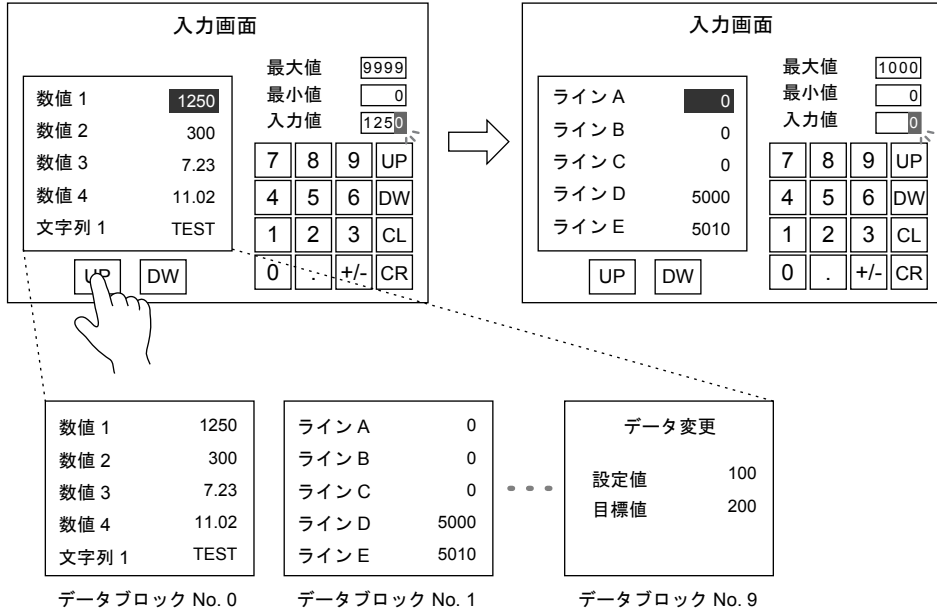 入力画面
最大値 9999
最小値 0
入力値 1250
数値 1 1250
数値 2 300
数値 3 7.23
数値 4 11.02
文字列 1 TEST
7 8 9 UP
4 5 6 DW
1 2 3 CL
0 . +/- CR
UP DW
入力画面
最大値 1000
最小値 0
入力値 0
ライン A 0
ライン B 0
ライン C 0
ライン D 5000
ライン E 5010
7 8 9 UP
4 5 6 DW
1 2 3 CL
0 . +/- CR
UP DW
数値 1 1250
数値 2 300
数値 3 7.23
数値 4 11.02
文字列 1 TEST
データブロック No. 0
ライン A 0
ライン B 0
ライン C 0
ライン D 5000
ライン E 5010
データブロック No. 1
データ変更
設定値 100
目標値 200
データブロック No. 9